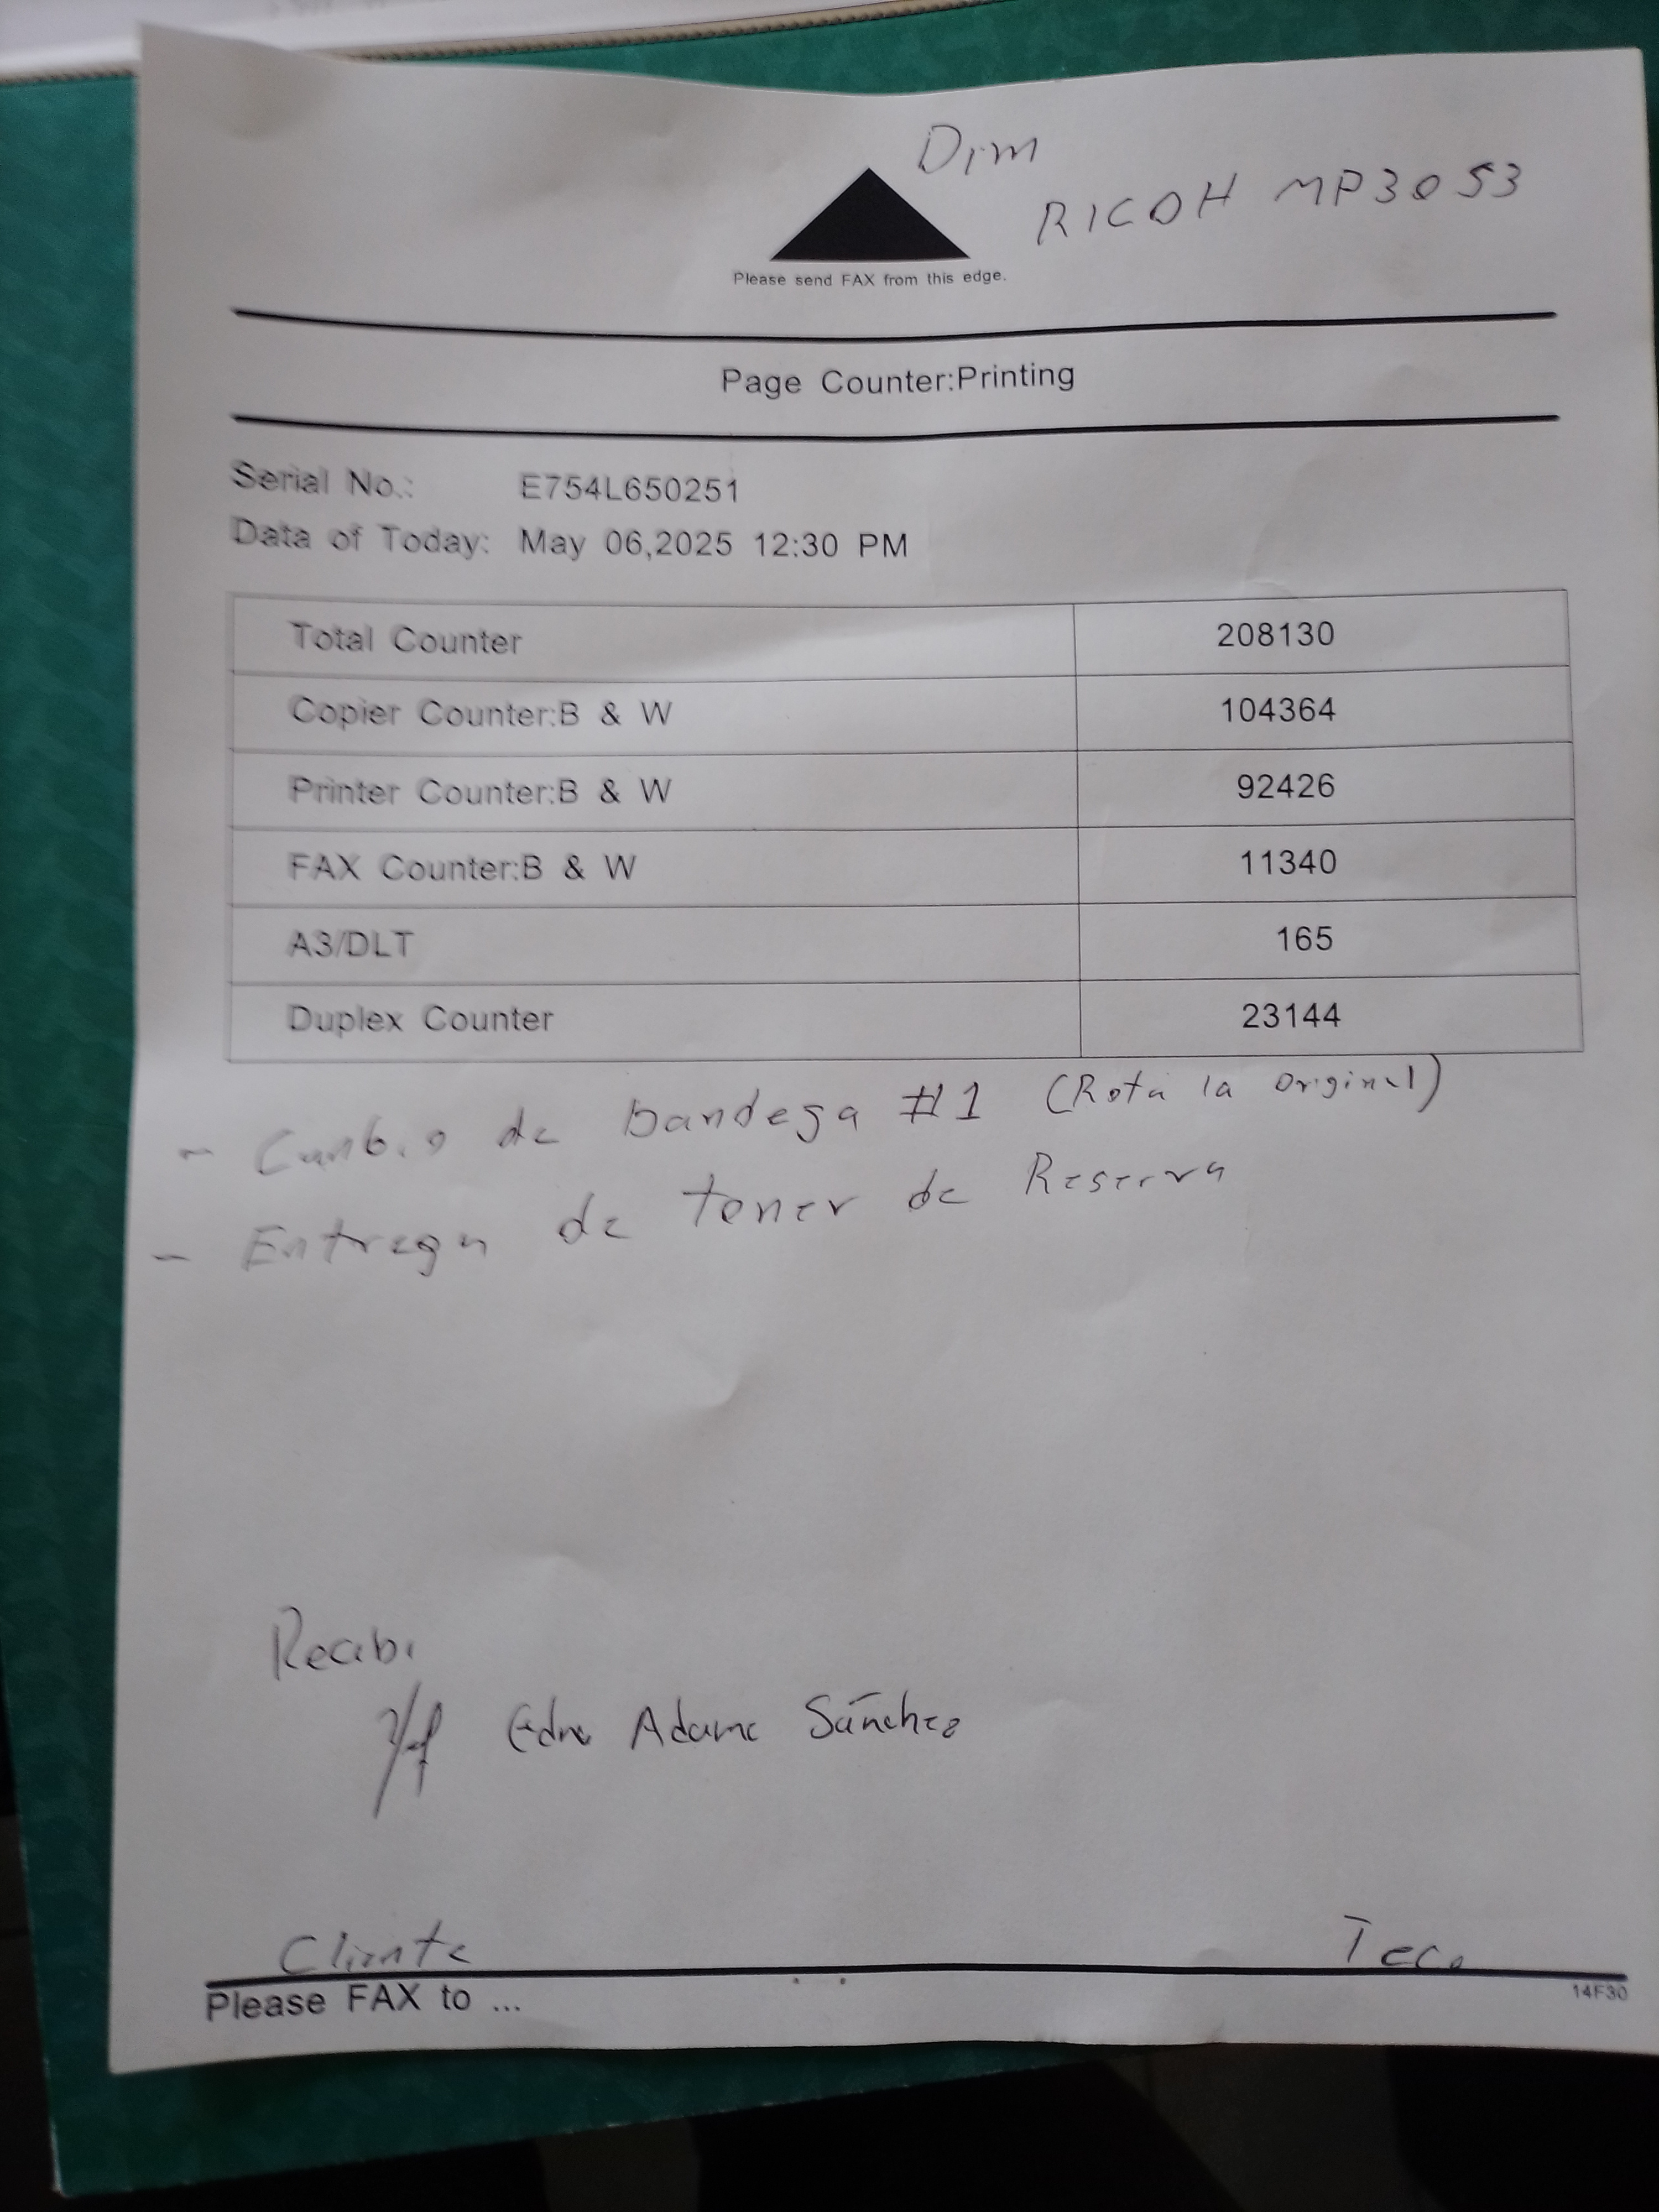 Dim
RICOH MP3053
Please send FAX from this edge.
Page Counter:Printing
Serial No.: E754L650251
Data of Today: May 06,2025 12:30 PM
Total Counter 208130
Copier Counter:B & W 104364
Printer Counter:B & W 92426
FAX Counter:B & W 11340
A3/DLT 165
Duplex Counter 23144
- Cambio de bandega #1 (Rota la original)
- Entrega de toner de Reserva
Recibi
Adame Sánchez
Cliente
Tec.
Please FAX to ...
14F30